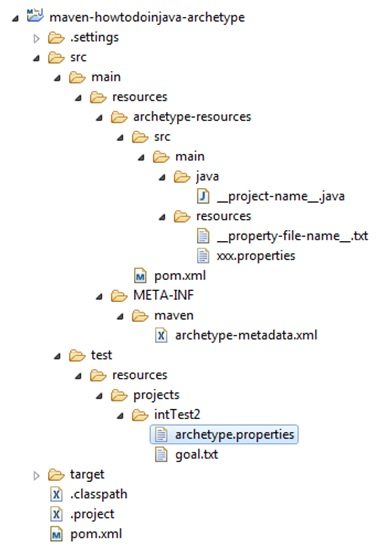 maven-howtodoinjava-archetype
.settings
src
main
resources
archetype-resources
src
main
java
__project-name__.java
resources
__property-file-name__.txt
xxx.properties
pom.xml
META-INF
maven
archetype-metadata.xml
test
resources
projects
intTest2
archetype.properties
goal.txt
target
.classpath
.project
pom.xml